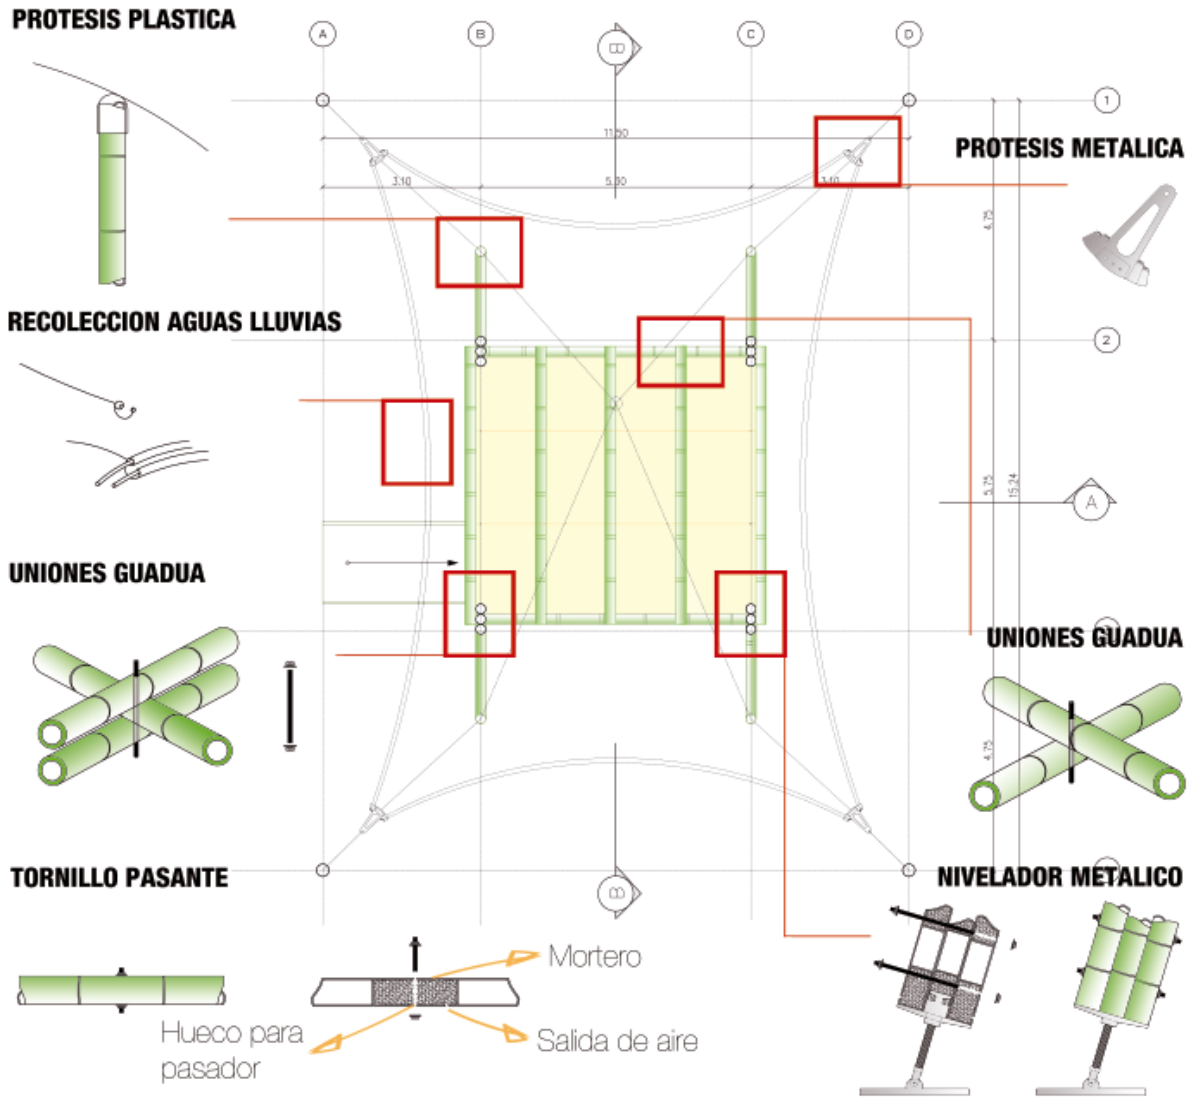 PROTESIS PLASTICA
A
B
B
C
D
1
11.50
PROTESIS METALICA
3.10
5.30
3.10
4.75
RECOLECCION AGUAS LLUVIAS
2
5.75
15.24
A
UNIONES GUADUA
UNIONES GUADUA
4.75
TORNILLO PASANTE
B
NIVELADOR METALICO
Mortero
Hueco para
pasador
Salida de aire